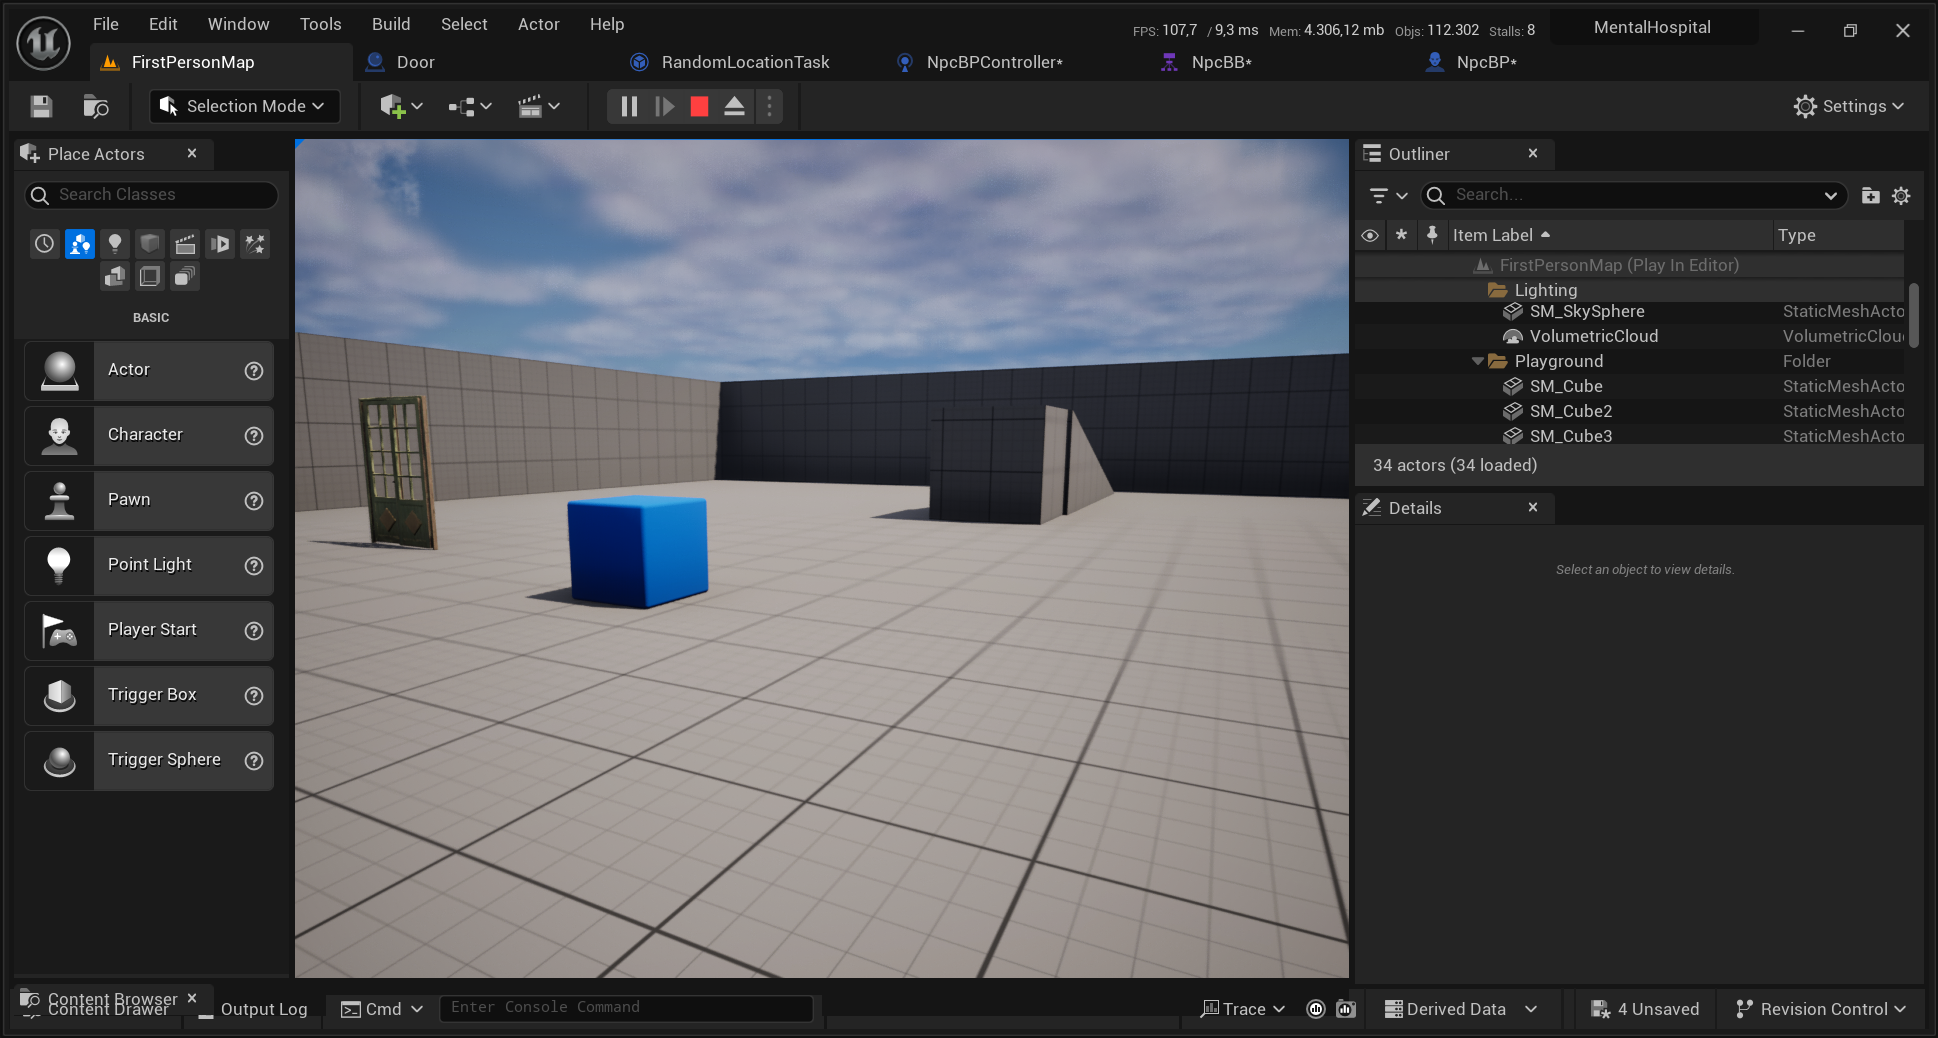 File Edit Window Tools Build Select Actor Help
FPS: 107,7 / 9,3 ms Mem: 4.306,12 mb Objs: 112.302 Stalls: 8
MentalHospital
FirstPersonMap
Door
RandomLocationTask
NpcBPController*
NpcBB*
NpcBP*
Selection Mode
Settings
Place Actors
Search Classes
BASIC
Actor
Character
Pawn
Point Light
Player Start
Trigger Box
Trigger Sphere
Outliner
Search...
Item Label Type
FirstPersonMap (Play In Editor)
Lighting
SM_SkySphere StaticMeshActo
VolumetricCloud VolumetricClou
Playground Folder
SM_Cube StaticMeshActo
SM_Cube2 StaticMeshActo
SM_Cube3 StaticMeshActo
34 actors (34 loaded)
Details
Select an object to view details.
Content Browser
Content Drawer
Output Log
Cmd
Enter Console Command
Trace
Derived Data
4 Unsaved
Revision Control